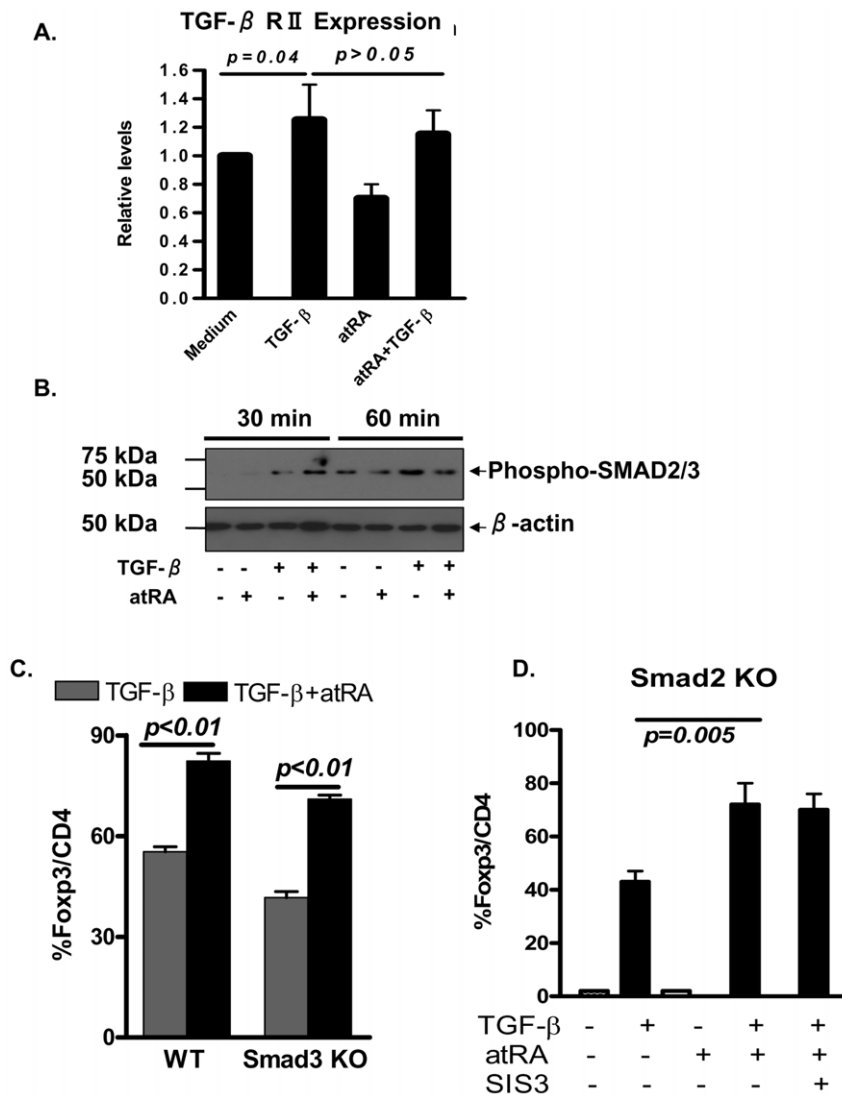 A.
TGF-β RⅡ Expression
p=0.04
p>0.05
Relative levels
1.6
1.4
1.2
1.0
0.8
0.6
0.4
0.2
0.0
Medium
TGF-β
atRA
atRA+TGF-β
B.
30 min
60 min
75 kDa
50 kDa
Phospho-SMAD2/3
50 kDa
β-actin
TGF-β - - + + - - + +
atRA - + - + - + - +
C.
TGF-β
TGF-β+atRA
p<0.01
p<0.01
%Foxp3/CD4
90
60
30
0
WT
Smad3 KO
D.
Smad2 KO
p=0.005
%Foxp3/CD4
100
80
60
40
20
0
TGF-β - + - + +
atRA - - + + +
SIS3 - - - - +